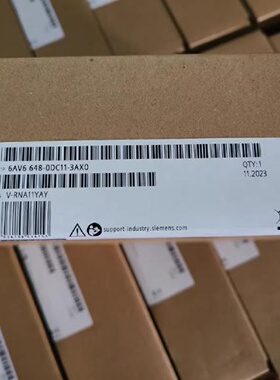 6AV6 648-0DC11-3AX0
QTY:1
11.2023
V-RNA11YAY
support.industry.siemens.com